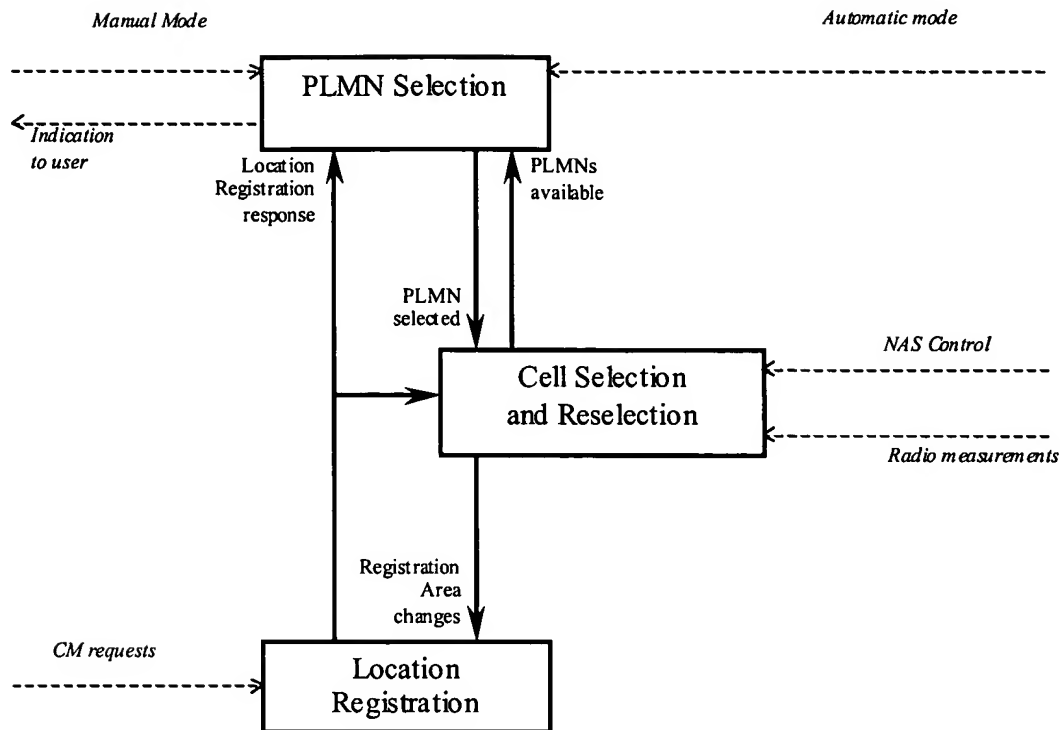 Manual Mode
Automatic mode
PLMN Selection
Indication
to user
Location
Registration
response
PLMNs
available
PLMN
selected
NAS Control
Cell Selection
and Reselection
Radio measurements
Registration
Area
changes
CM requests
Location
Registration